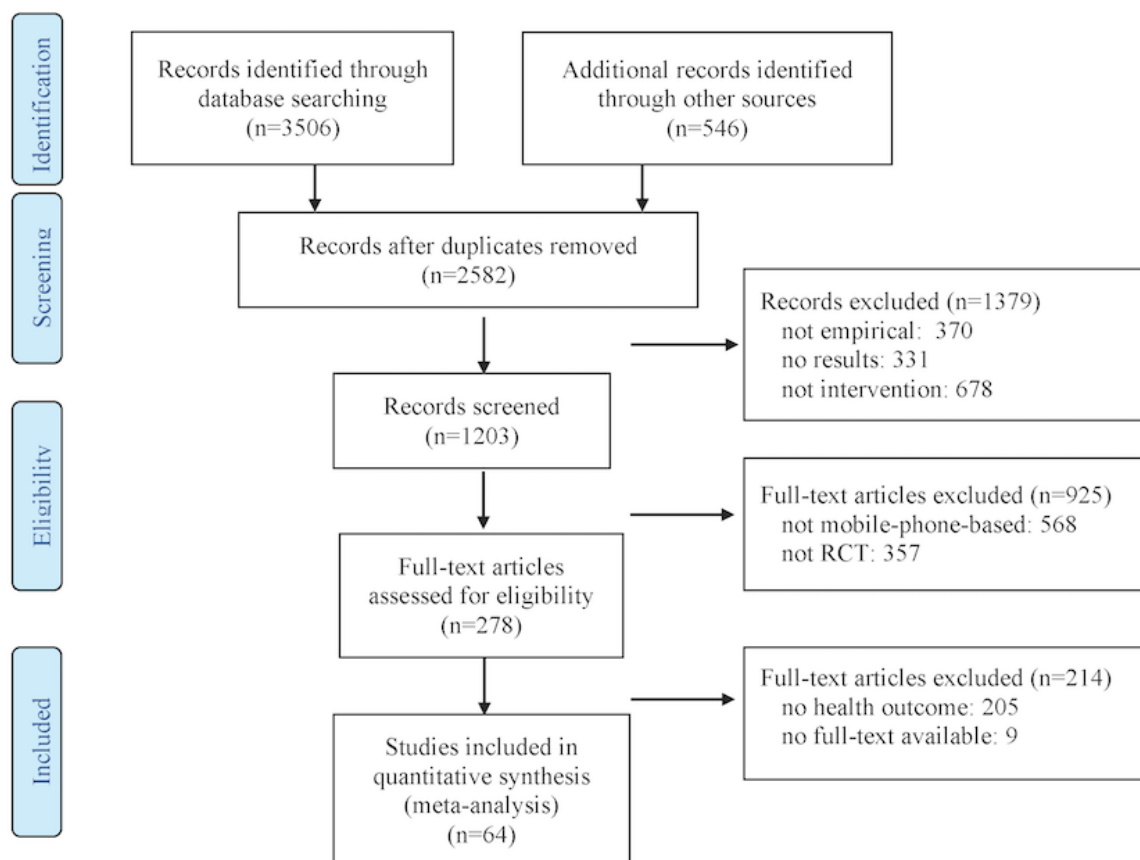 Identification
Records identified through
database searching
(n=3506)
Additional records identified
through other sources
(n=546)
Screening
Records after duplicates removed
(n=2582)
Records excluded (n=1379)
not empirical: 370
no results: 331
not intervention: 678
Records screened
(n=1203)
Eligibility
Full-text articles excluded (n=925)
not mobile-phone-based: 568
not RCT: 357
Full-text articles
assessed for eligibility
(n=278)
Included
Full-text articles excluded (n=214)
no health outcome: 205
no full-text available: 9
Studies included in
quantitative synthesis
(meta-analysis)
(n=64)